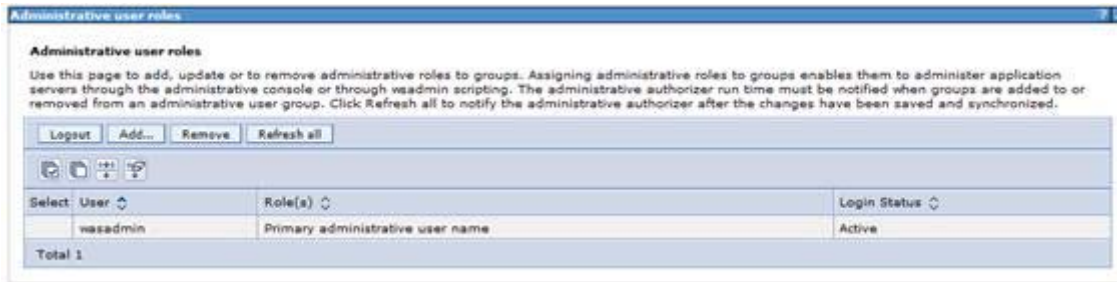 Administrative user roles
?
Administrative user roles
Use this page to add, update or to remove administrative roles to groups. Assigning administrative roles to groups enables them to administer application
servers through the administrative console or through wsadmin scripting. The administrative authorizer run time must be notified when groups are added to or
removed from an administrative user group. Click Refresh all to notify the administrative authorizer after the changes have been saved and synchronized.
Logout Add... Remove Refresh all
Select User Role(s) Login Status
wasadmin Primary administrative user name Active
Total 1